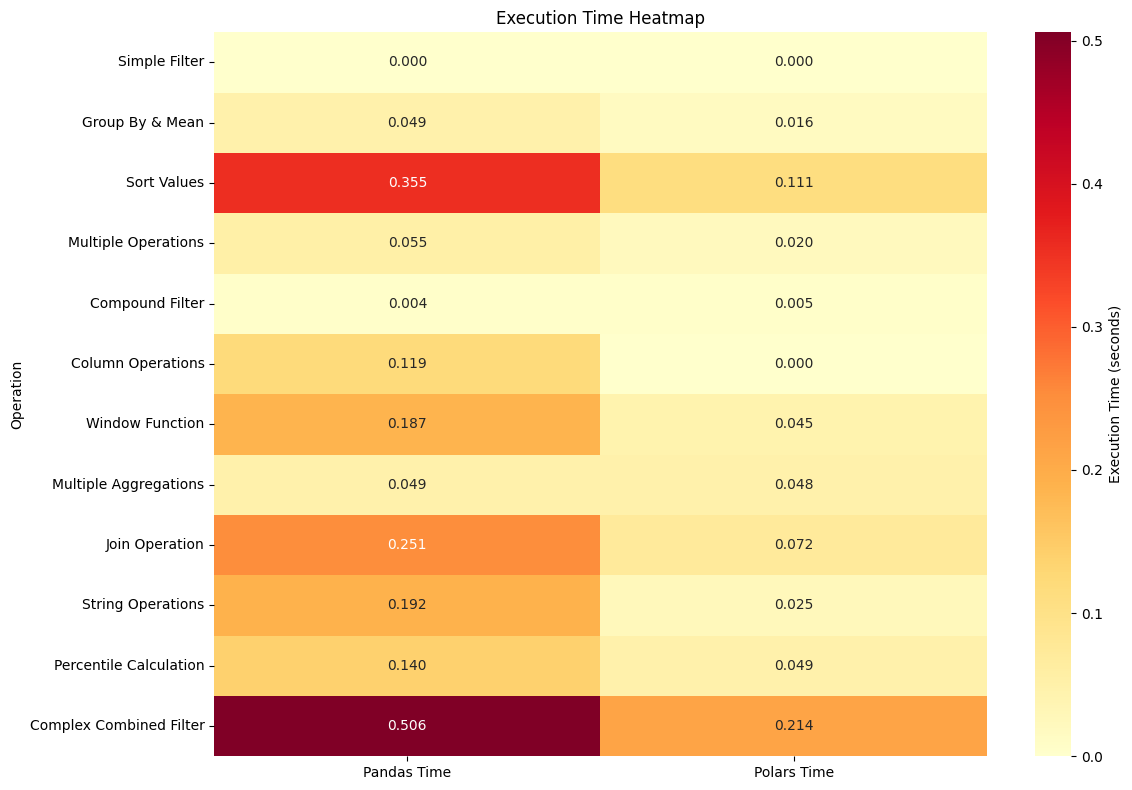 Execution Time Heatmap
Operation
Simple Filter 0.000 0.000
Group By & Mean 0.049 0.016
Sort Values 0.355 0.111
Multiple Operations 0.055 0.020
Compound Filter 0.004 0.005
Column Operations 0.119 0.000
Window Function 0.187 0.045
Multiple Aggregations 0.049 0.048
Join Operation 0.251 0.072
String Operations 0.192 0.025
Percentile Calculation 0.140 0.049
Complex Combined Filter 0.506 0.214
Pandas Time Polars Time
0.5
0.4
0.3
0.2
0.1
0.0
Execution Time (seconds)